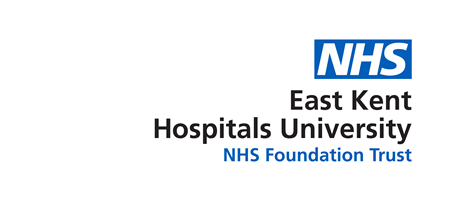 NHS
East Kent
Hospitals University
NHS Foundation Trust